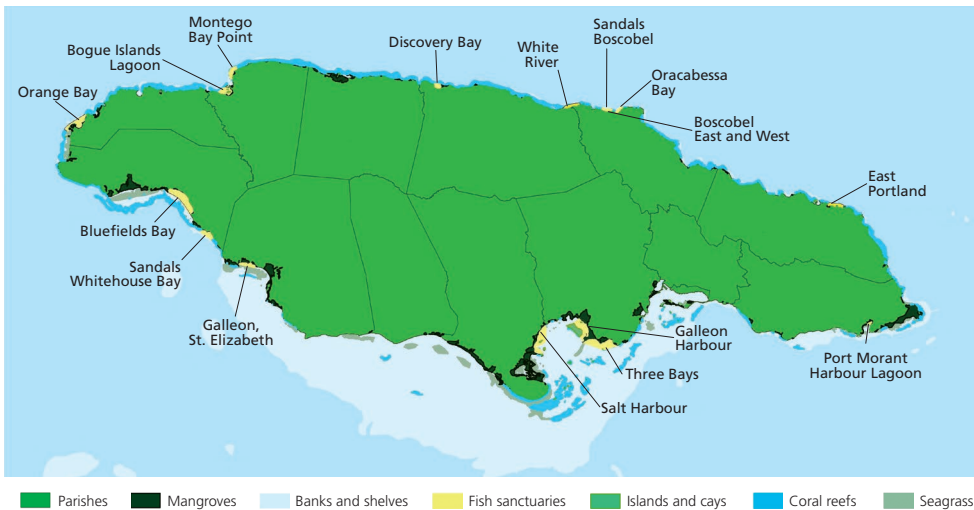 Montego
Bay Point
Bogue Islands
Lagoon
Orange Bay
Discovery Bay
White
River
Sandals
Boscobel
Oracabessa
Bay
Boscobel
East and West
East
Portland
Bluefields Bay
Sandals
Whitehouse Bay
Galleon,
St. Elizabeth
Galleon
Harbour
Three Bays
Salt Harbour
Port Morant
Harbour Lagoon
Parishes
Mangroves
Banks and shelves
Fish sanctuaries
Islands and cays
Coral reefs
Seagrass